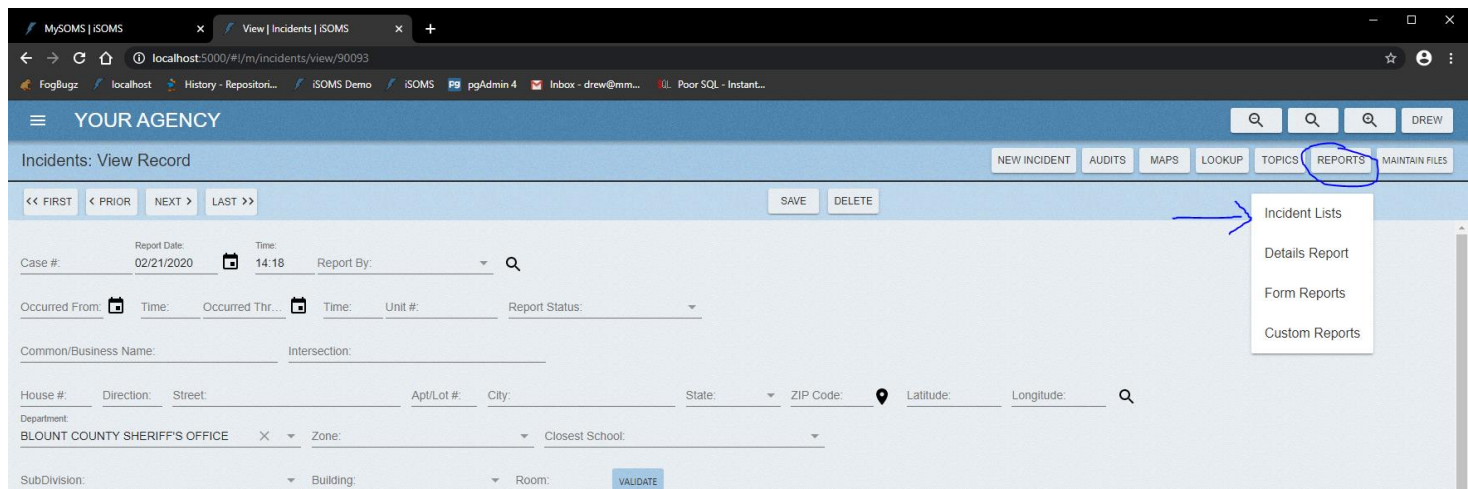 MySOMS | iSOMS View | Incidents | iSOMS
localhost:5000/#!/m/incidents/view/90093
FogBugz localhost History - Repositori... iSOMS Demo iSOMS pgAdmin 4 Inbox - drew@mm... Poor SQL - Instant...
YOUR AGENCY DREW
Incidents: View Record NEW INCIDENT AUDITS MAPS LOOKUP TOPICS REPORTS MAINTAIN FILES
<< FIRST < PRIOR NEXT > LAST >> SAVE DELETE
Incident Lists
Details Report
Form Reports
Custom Reports
Report Date: Time:
Case #: 02/21/2020 14:18 Report By:
Occurred From: Time: Occurred Thr... Time: Unit #: Report Status:
Common/Business Name: Intersection:
House #: Direction: Street: Apt/Lot #: City: State: ZIP Code: Latitude: Longitude:
Department:
BLOUNT COUNTY SHERIFF'S OFFICE Zone: Closest School:
SubDivision: Building: Room: VALIDATE